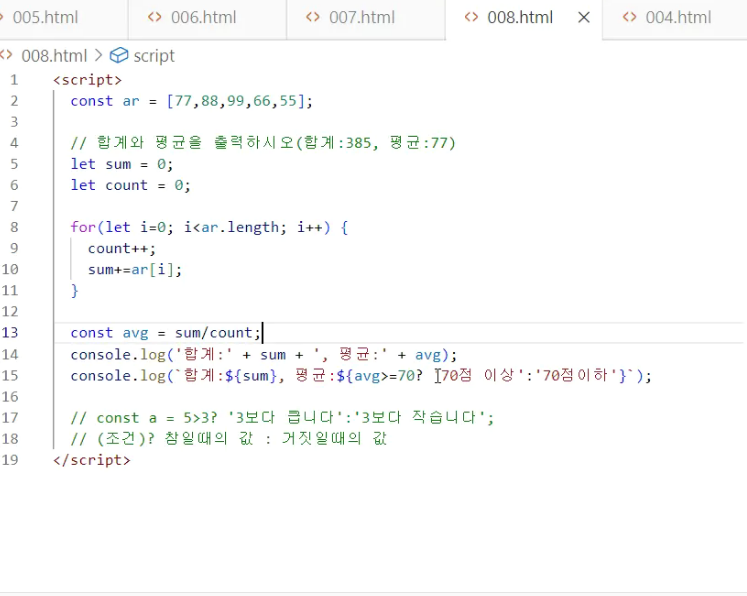 005.html 006.html 007.html 008.html 004.html
008.html > script
1 <script>
2 const ar = [77,88,99,66,55];
3
4 // 합계와 평균을 출력하시오(합계:385, 평균:77)
5 let sum = 0;
6 let count = 0;
7
8 for(let i=0; i<ar.length; i++) {
9 count++;
10 sum+=ar[i];
11 }
12
13 const avg = sum/count;
14 console.log('합계:' + sum + ', 평균:' + avg);
15 console.log(`합계:${sum}, 평균:${avg>=70? '70점 이상':'70점이하'}`);
16
17 // const a = 5>3? '3보다 큽니다':'3보다 작습니다';
18 // (조건)? 참일때의 값 : 거짓일때의 값
19 </script>